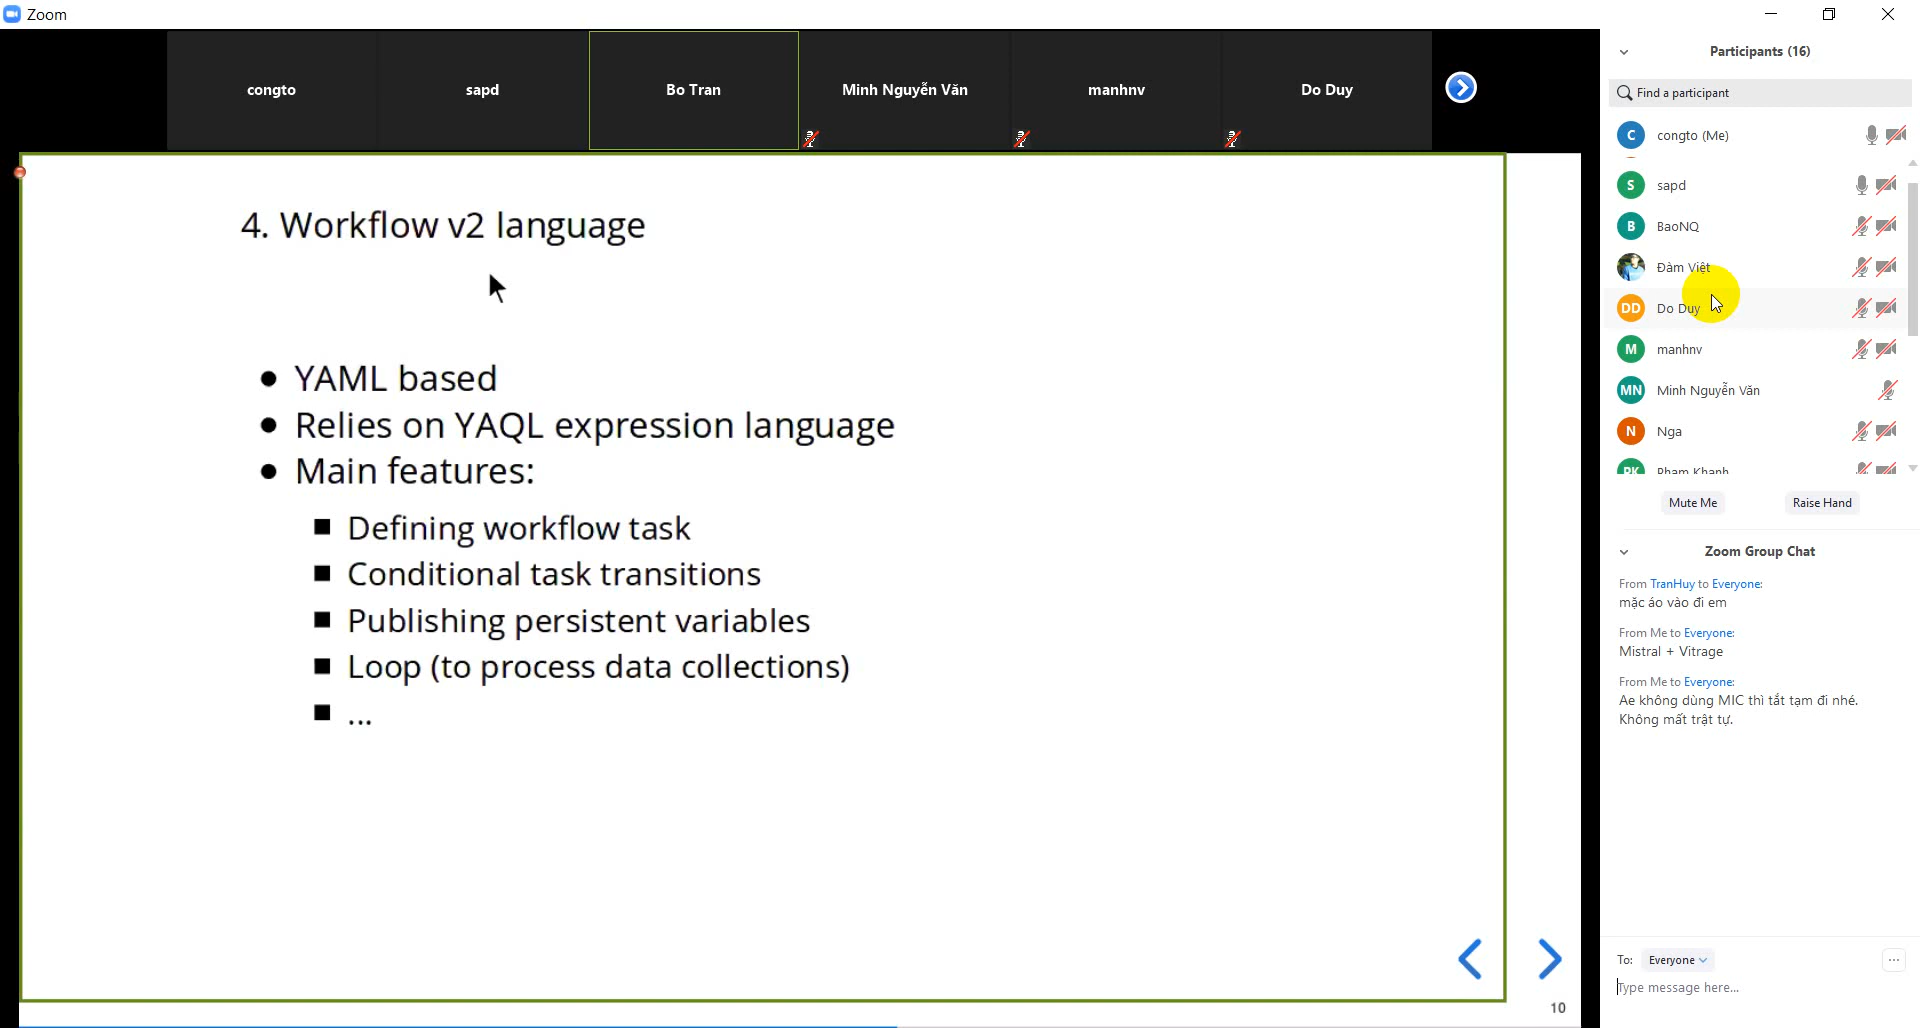 Zoom
congto
sapd
Bo Tran
Minh Nguyễn Văn
manhnv
Do Duy
4. Workflow v2 language
YAML based
Relies on YAQL expression language
Main features:
Defining workflow task
Conditional task transitions
Publishing persistent variables
Loop (to process data collections)
...
10
Participants (16)
Find a participant
C congto (Me)
S sapd
B BaoNQ
Đàm Việt
DD Do Duy
M manhnv
MN Minh Nguyễn Văn
N Nga
PK Pham Khanh
Mute Me
Raise Hand
Zoom Group Chat
From TranHuy to Everyone:
mặc áo vào đi em
From Me to Everyone:
Mistral + Vitrage
From Me to Everyone:
Ae không dùng MIC thì tắt tạm đi nhé.
Không mất trật tự.
To: Everyone
...
Type message here...